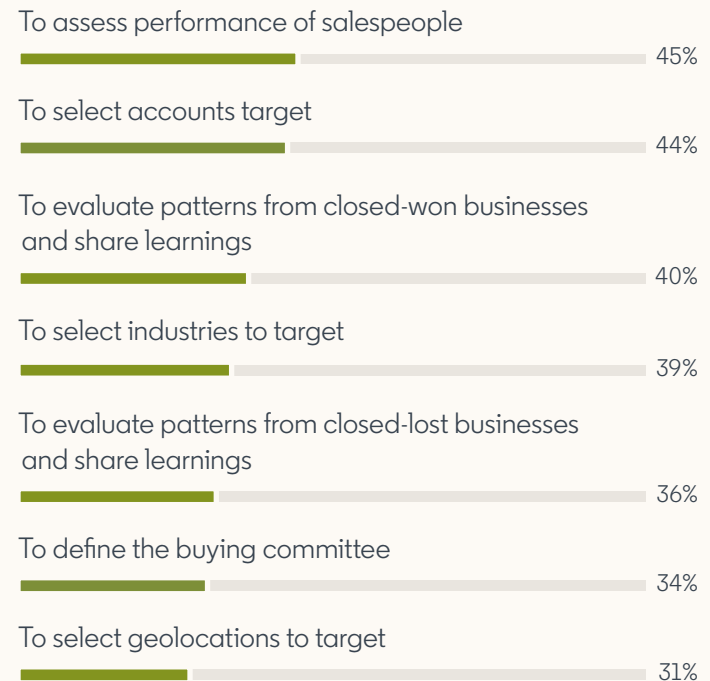 To assess performance of salespeople
45%
To select accounts target
44%
To evaluate patterns from closed-won businesses
and share learnings
40%
To select industries to target
39%
To evaluate patterns from closed-lost businesses
and share learnings
36%
To define the buying committee
34%
To select geolocations to target
31%